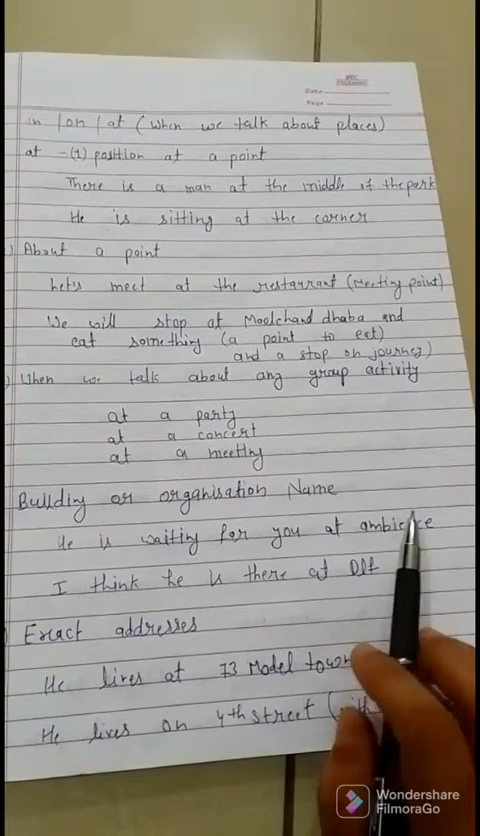 Date
Page
in / on / at ( When we talk about places)
at - (1) position at a point
There is a man at the middle of the park
He is sitting at the corner
) About a point
Let's meet at the restaurant (Meeting point)
We will stop at Moolchand dhaba and
eat something (a point to eat)
and a stop on journey)
) When we talk about any group activity
at a party
at a concert
at a meeting
Building or organisation Name
He is waiting for you at ambience
I think he is there at Dlf
) Exact addresses
He lives at 73 Model town
He lives on 4th street (
Wondershare
FilmoraGo